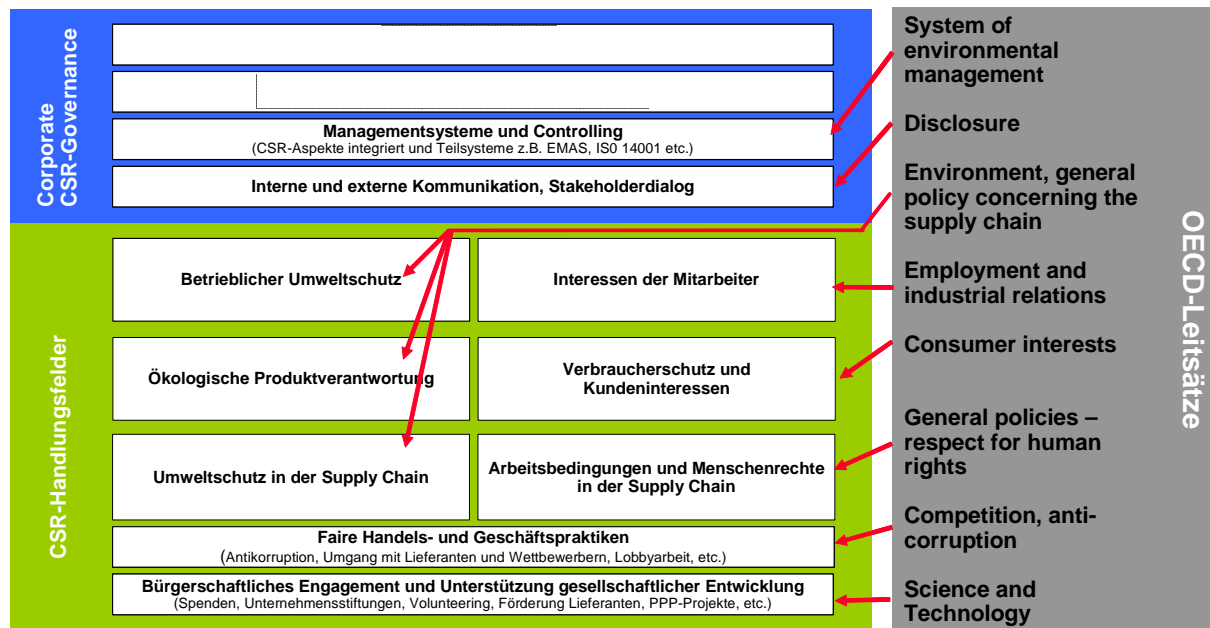 Corporate
CSR-Governance
Managementsysteme und Controlling
(CSR-Aspekte integriert und Teilsysteme z.B. EMAS, IS0 14001 etc.)
Interne und externe Kommunikation, Stakeholderdialog
CSR-Handlungsfelder
Betrieblicher Umweltschutz
Interessen der Mitarbeiter
Ökologische Produktverantwortung
Verbraucherschutz und
Kundeninteressen
Umweltschutz in der Supply Chain
Arbeitsbedingungen und Menschenrechte
in der Supply Chain
Faire Handels- und Geschäftspraktiken
(Antikorruption, Umgang mit Lieferanten und Wettbewerbern, Lobbyarbeit, etc.)
Bürgerschaftliches Engagement und Unterstützung gesellschaftlicher Entwicklung
(Spenden, Unternehmensstiftungen, Volunteering, Förderung Lieferanten, PPP-Projekte, etc.)
System of
environmental
management
Disclosure
Environment, general
policy concerning the
supply chain
Employment and
industrial relations
Consumer interests
General policies –
respect for human
rights
Competition, anti-
corruption
Science and
Technology
OECD-Leitsätze